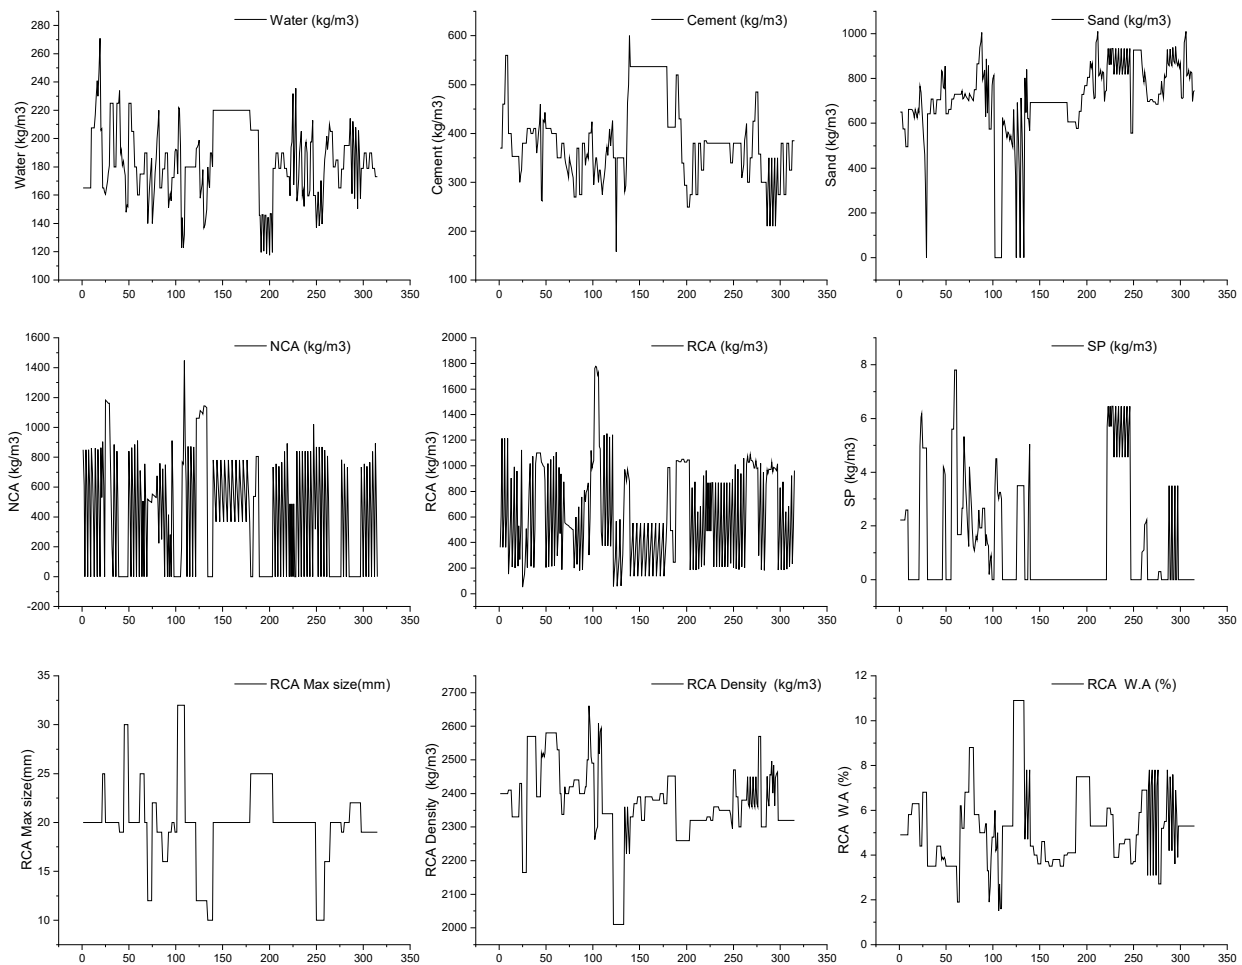 Water (kg/m3)
Water (kg/m3)
290
280
260
240
220
200
180
160
140
120
100
0 50 100 150 200 250 300 350
Cement (kg/m3)
Cement (kg/m3)
600
500
400
300
200
100
0 50 100 150 200 250 300 350
Sand (kg/m3)
Sand (kg/m3)
1000
800
600
400
200
0
0 50 100 150 200 250 300 350
NCA (kg/m3)
NCA (kg/m3)
1600
1400
1200
1000
800
600
400
200
0
-200
0 50 100 150 200 250 300 350
RCA (kg/m3)
RCA (kg/m3)
2000
1800
1600
1400
1200
1000
800
600
400
200
0
0 50 100 150 200 250 300 350
SP (kg/m3)
SP (kg/m3)
8
6
4
2
0
0 50 100 150 200 250 300 350
RCA Max size(mm)
RCA Max size(mm)
35
30
25
20
15
10
0 50 100 150 200 250 300 350
RCA Density (kg/m3)
RCA Density (kg/m3)
2700
2600
2500
2400
2300
2200
2100
2000
0 50 100 150 200 250 300 350
RCA W.A (%)
RCA W.A (%)
12
10
8
6
4
2
0
0 50 100 150 200 250 300 350